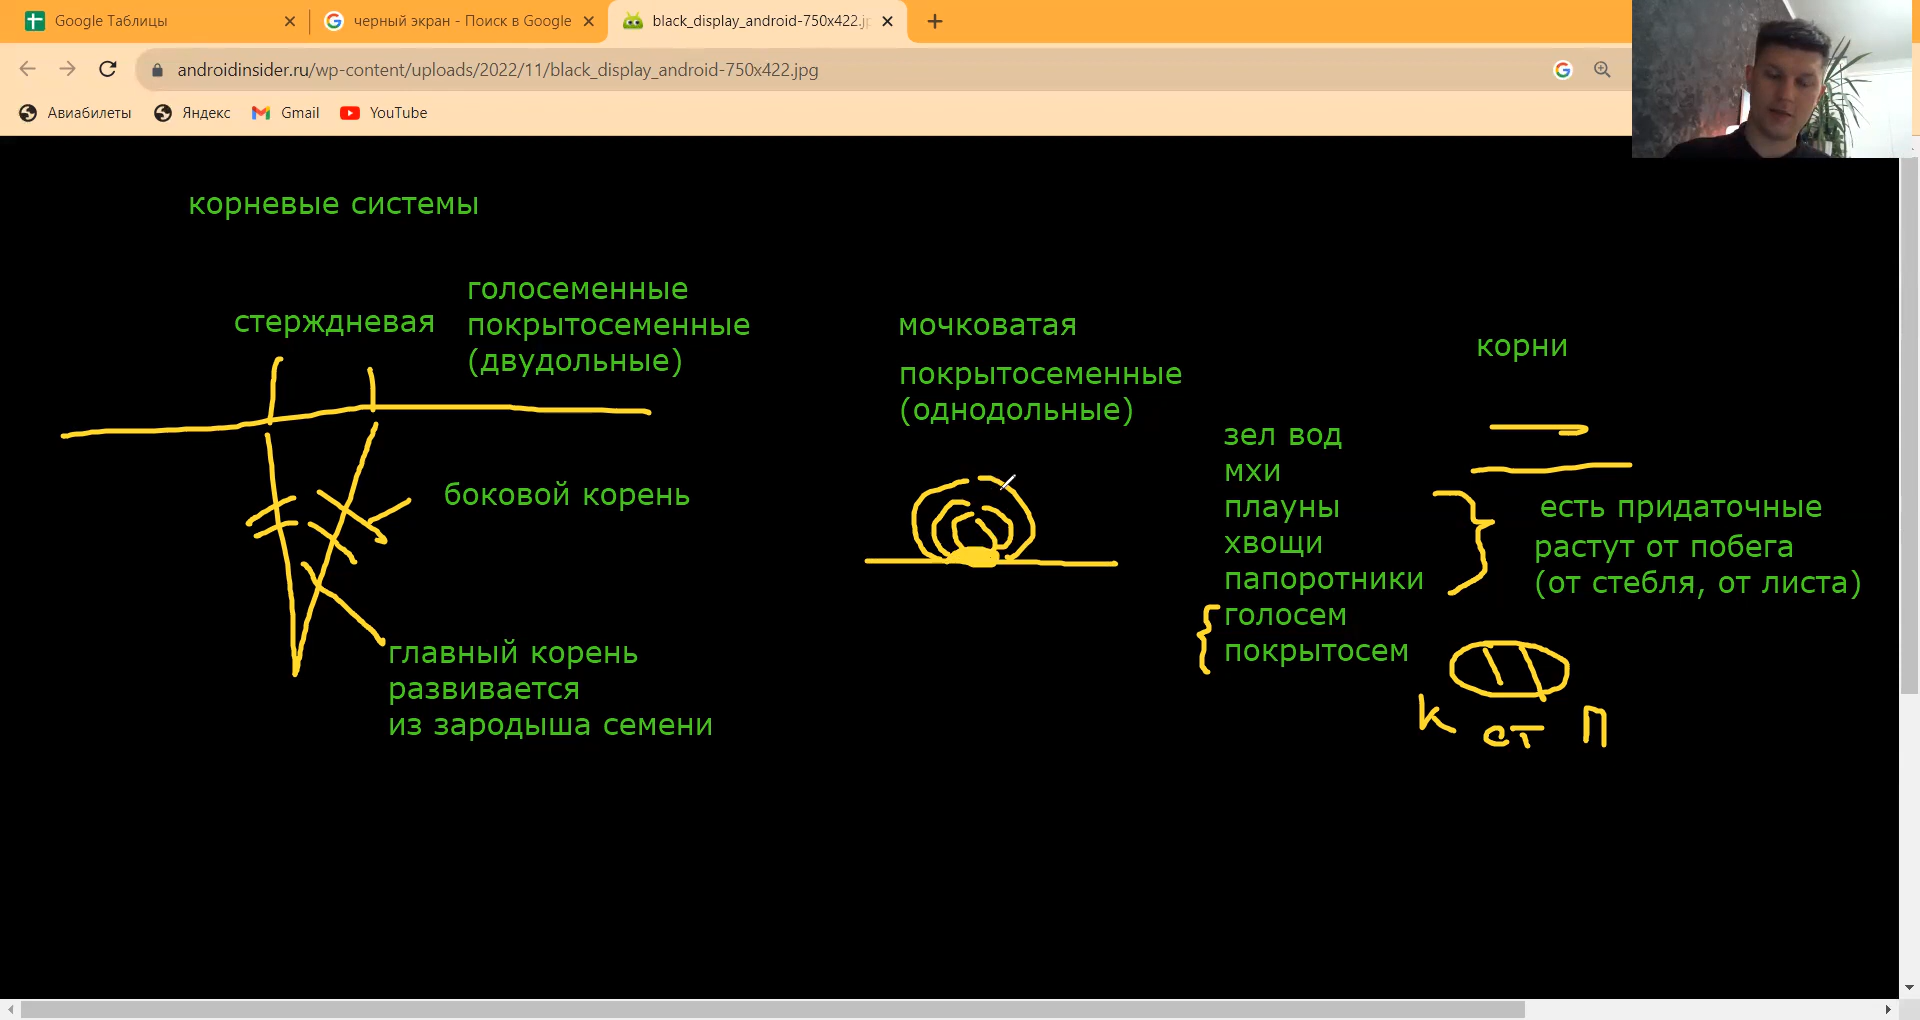 Google Таблицы
черный экран - Поиск в Google
black_display_android-750x422.j
androidinsider.ru/wp-content/uploads/2022/11/black_display_android-750x422.jpg
Авиабилеты
Яндекс
Gmail
YouTube
корневые системы
стерждневая
голосеменные
покрытосеменные
(двудольные)
боковой корень
главный корень
развивается
из зародыша семени
мочковатая
покрытосеменные
(однодольные)
зел вод
мхи
плауны
хвощи
папоротники
голосем
покрытосем
корни
есть придаточные
растут от побега
(от стебля, от листа)
К ст П